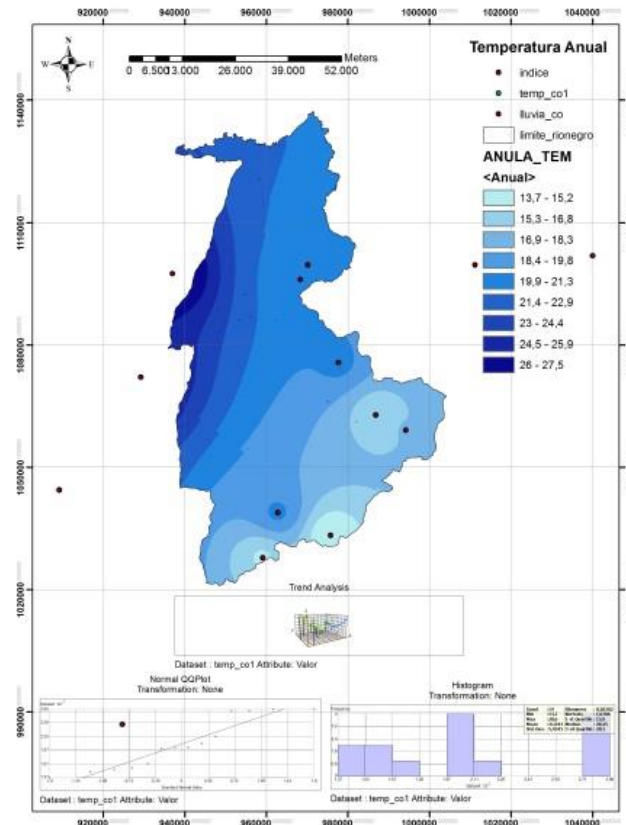 920000 940000 960000 980000 1000000 1020000 1040000
N
W E
S
Meters
0 6.500 13.000 26.000 39.000 52.000
Temperatura Anual
indice
temp_co1
lluvia_co
limite_rionegro
ANULA_TEM
<Anual>
13,7 - 15,2
15,3 - 16,8
16,9 - 18,3
18,4 - 19,8
19,9 - 21,3
21,4 - 22,9
23 - 24,4
24,5 - 25,9
26 - 27,5
1140000
1110000
1080000
1050000
1020000
990000
Trend Analysis
Dataset : temp_co1 Attribute: Valor
Normal QQPlot
Transformation: None
Dataset : temp_co1 Attribute: Valor
Histogram
Transformation: None
Dataset : temp_co1 Attribute: Valor
920000 940000 960000 980000 1000000 1020000 1040000